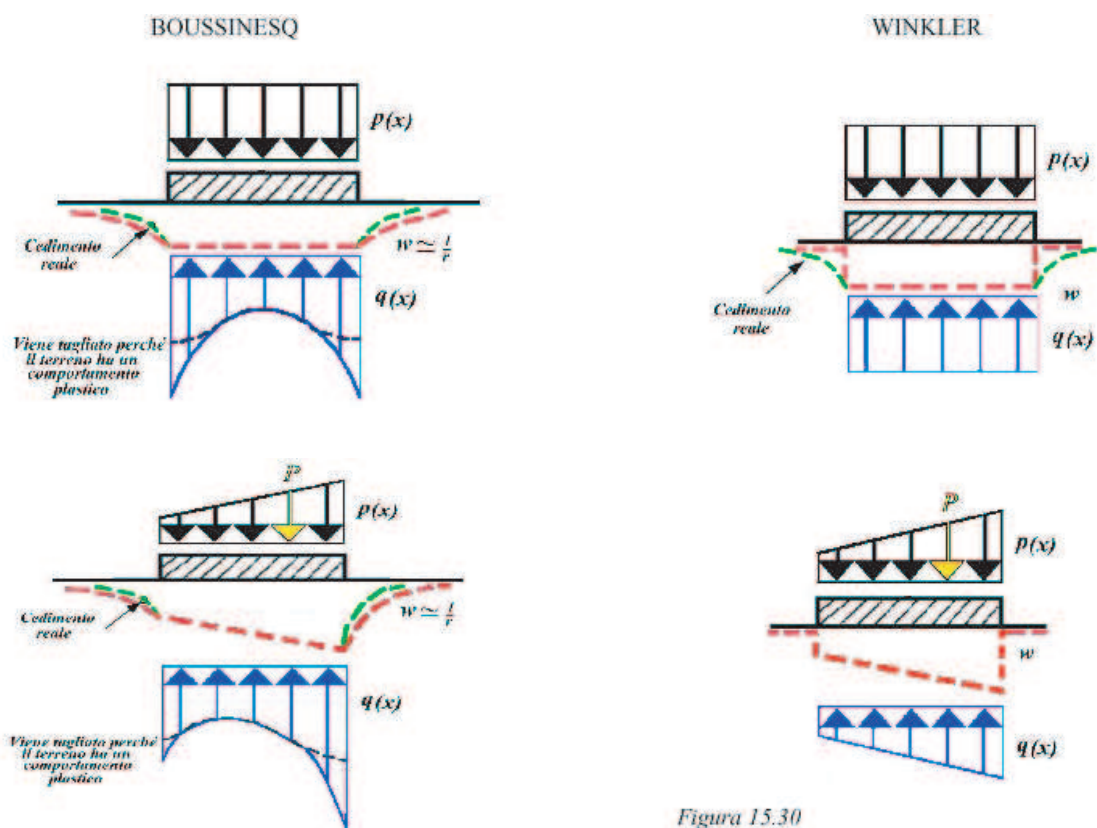 BOUSSINESQ
p(x)
Cedimento
reale
w ≃ 1/r
q(x)
Viene tagliato perché
Il terreno ha un
comportamento
plastico
P
p(x)
Cedimento
reale
w ≃ 1/r
q(x)
Viene tagliato perché
Il terreno ha un
comportamento
plastico
WINKLER
p(x)
Cedimento
reale
w
q(x)
P
p(x)
w
q(x)
Figura 15.30